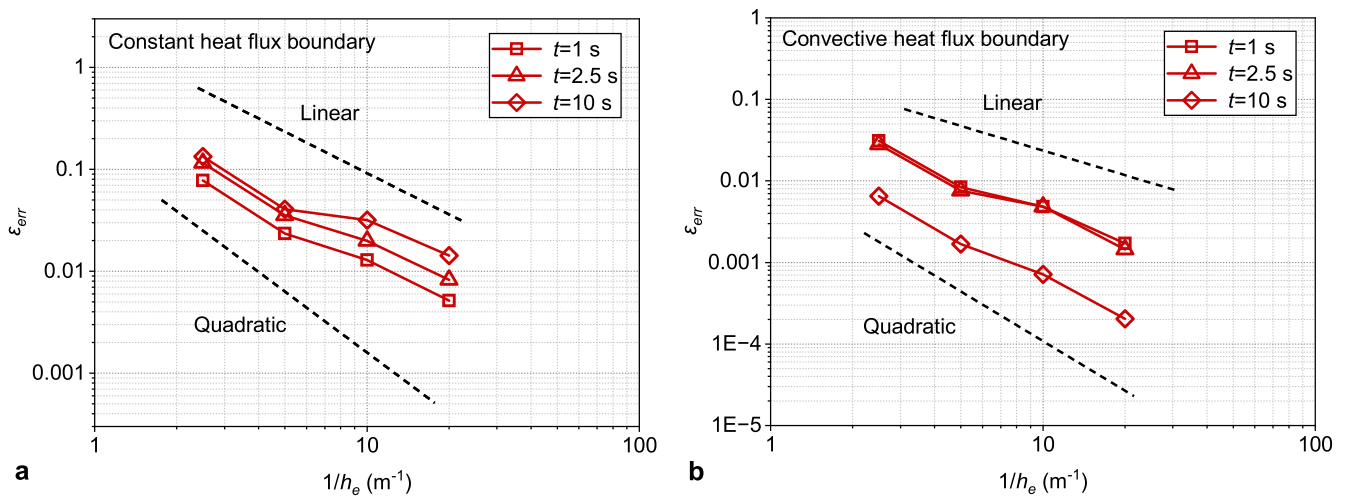 Constant heat flux boundary
t=1 s
t=2.5 s
t=10 s
Linear
Quadratic
1
0.1
0.01
0.001
ε_err
1
10
100
1/h_e (m⁻¹)
a
Convective heat flux boundary
t=1 s
t=2.5 s
t=10 s
Linear
Quadratic
1
0.1
0.01
0.001
1E−4
1E−5
ε_err
1
10
100
1/h_e (m⁻¹)
b